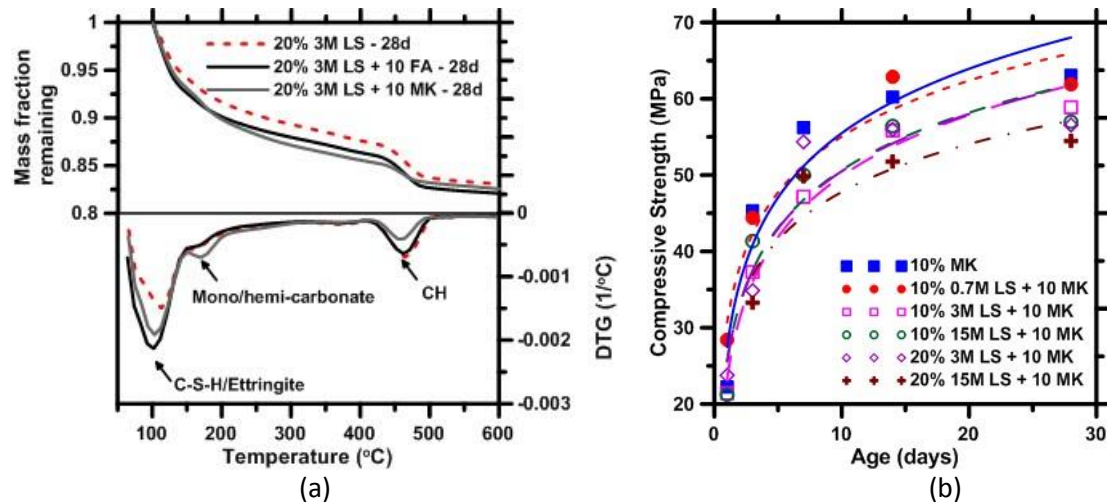 1
0.95
0.9
0.85
0.8
Mass fraction
remaining
20% 3M LS - 28d
20% 3M LS + 10 FA - 28d
20% 3M LS + 10 MK - 28d
0
-0.001
-0.002
-0.003
DTG (1/°C)
Mono/hemi-carbonate
CH
C-S-H/Ettringite
100 200 300 400 500 600
Temperature (°C)
(a)
70
60
50
40
30
20
Compressive Strength (MPa)
10% MK
10% 0.7M LS + 10 MK
10% 3M LS + 10 MK
10% 15M LS + 10 MK
20% 3M LS + 10 MK
20% 15M LS + 10 MK
0 10 20 30
Age (days)
(b)